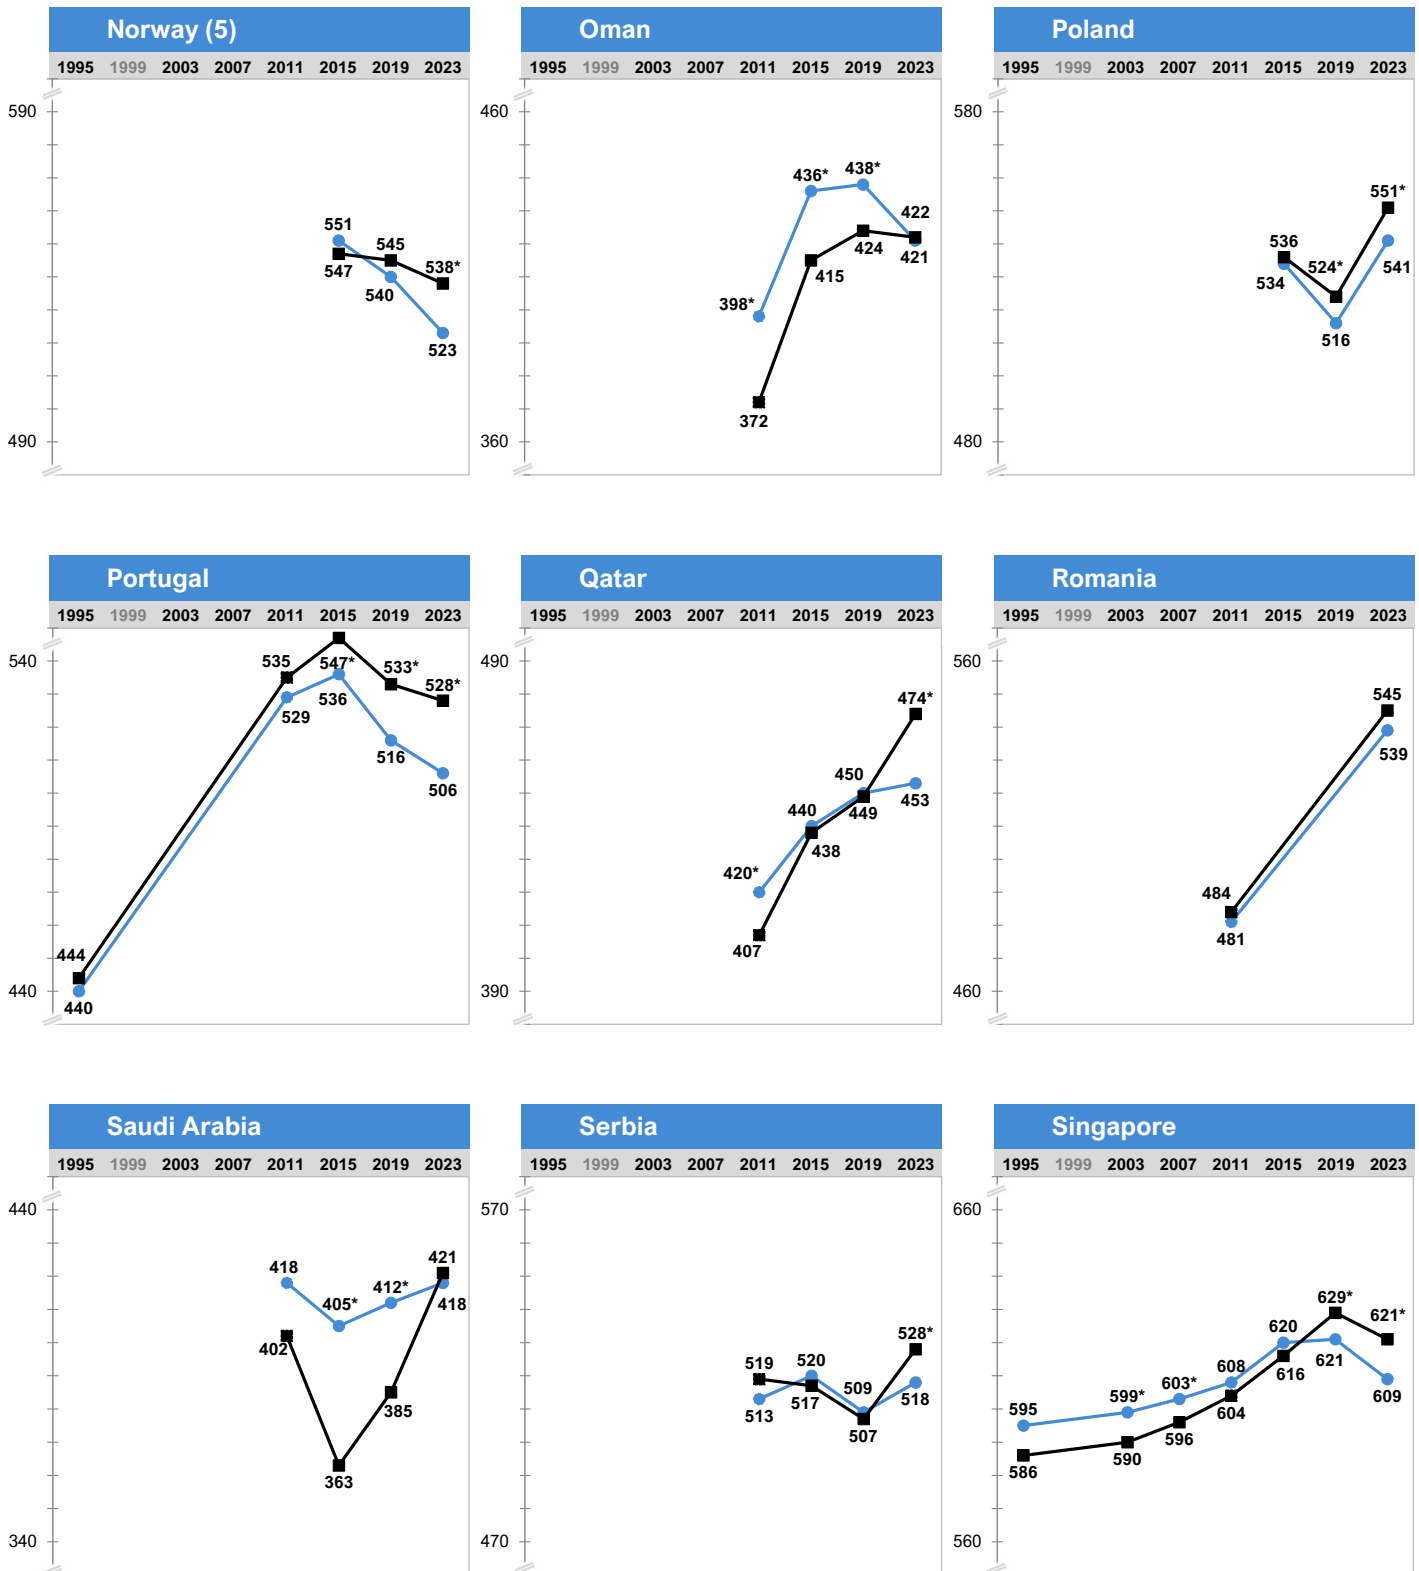 Norway (5) Oman Poland
1995 1999 2003 2007 2011 2015 2019 2023 1995 1999 2003 2007 2011 2015 2019 2023 1995 1999 2003 2007 2011 2015 2019 2023
590 460 580
551 545 538*
547 540 523
490
398* 436* 438* 422
372 415 424 421
360
536 524* 551*
534 516 541
480
Portugal Qatar Romania
1995 1999 2003 2007 2011 2015 2019 2023 1995 1999 2003 2007 2011 2015 2019 2023 1995 1999 2003 2007 2011 2015 2019 2023
540 490 560
444 535 547* 533* 528*
440 529 536 516 506
440
420* 440 450 474*
407 438 449 453
390
484 545
481 539
460
Saudi Arabia Serbia Singapore
1995 1999 2003 2007 2011 2015 2019 2023 1995 1999 2003 2007 2011 2015 2019 2023 1995 1999 2003 2007 2011 2015 2019 2023
440 570 660
418 405* 412* 421
402 363 385 418
340
519 520 509 528*
513 517 507 518
470
595 599* 603* 608 620 629* 621*
586 590 596 604 616 621 609
560